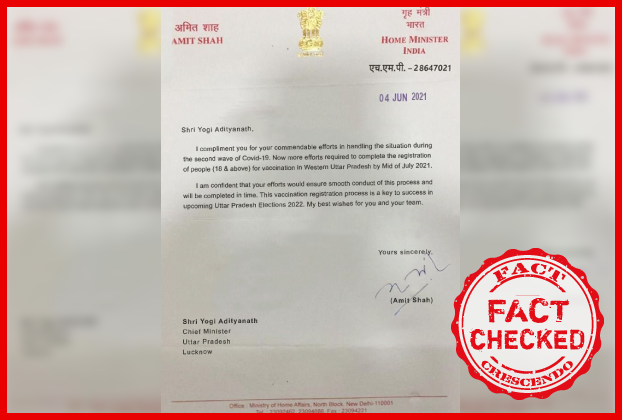 अमित शाह
AMIT SHAH
गृह मंत्री
भारत
HOME MINISTER
INDIA
एच.एम.पी. – 28647021
04 JUN 2021
Shri Yogi Adityanath,
I compliment you for your commendable efforts in handling the situation during
the second wave of Covid-19. Now more efforts required to complete the registration
of people (18 & above) for vaccination in Western Uttar Pradesh by Mid of July 2021.
I am confident that your efforts would ensure smooth conduct of this process and
will be completed in time. This vaccination registration process is a key to success in
upcoming Uttar Pradesh Elections 2022. My best wishes for you and your team.
Yours sincerely,
(Amit Shah)
Shri Yogi Adityanath
Chief Minister
Uttar Pradesh
Lucknow
Office : Ministry of Home Affairs, North Block, New Delhi-110001
FACT
FACT
CHECKED
CRESCENDO